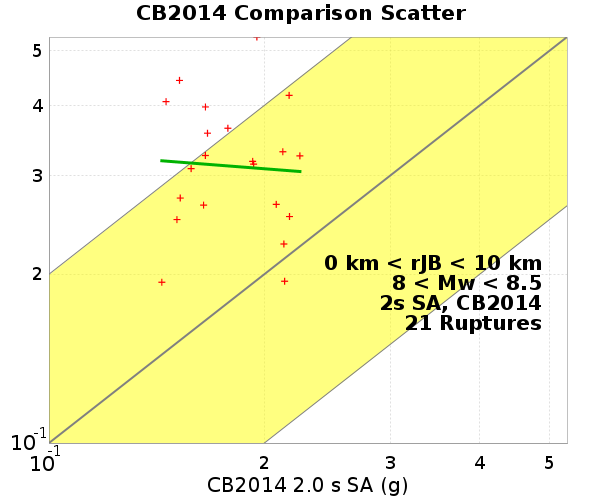 CB2014 Comparison Scatter
5
4
3
2
10-1
0 km < rJB < 10 km
8 < Mw < 8.5
2s SA, CB2014
21 Ruptures
10-1 2 3 4 5
CB2014 2.0 s SA (g)